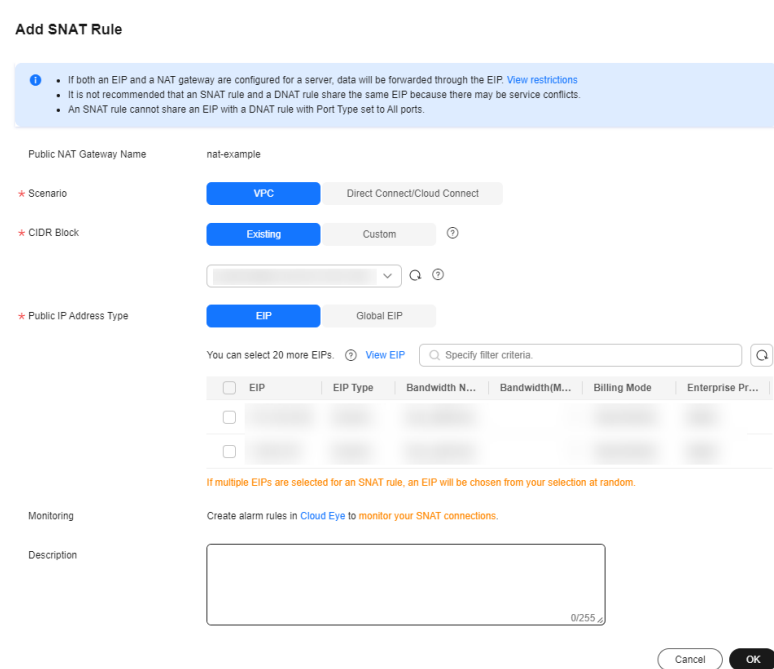 Add SNAT Rule
If both an EIP and a NAT gateway are configured for a server, data will be forwarded through the EIP. View restrictions
It is not recommended that an SNAT rule and a DNAT rule share the same EIP because there may be service conflicts.
An SNAT rule cannot share an EIP with a DNAT rule with Port Type set to All ports.
Public NAT Gateway Name nat-example
* Scenario VPC Direct Connect/Cloud Connect
* CIDR Block Existing Custom
* Public IP Address Type EIP Global EIP
You can select 20 more EIPs. View EIP Specify filter criteria.
EIP EIP Type Bandwidth N... Bandwidth(M... Billing Mode Enterprise Pr...
If multiple EIPs are selected for an SNAT rule, an EIP will be chosen from your selection at random.
Monitoring Create alarm rules in Cloud Eye to monitor your SNAT connections.
Description
0/255
Cancel OK